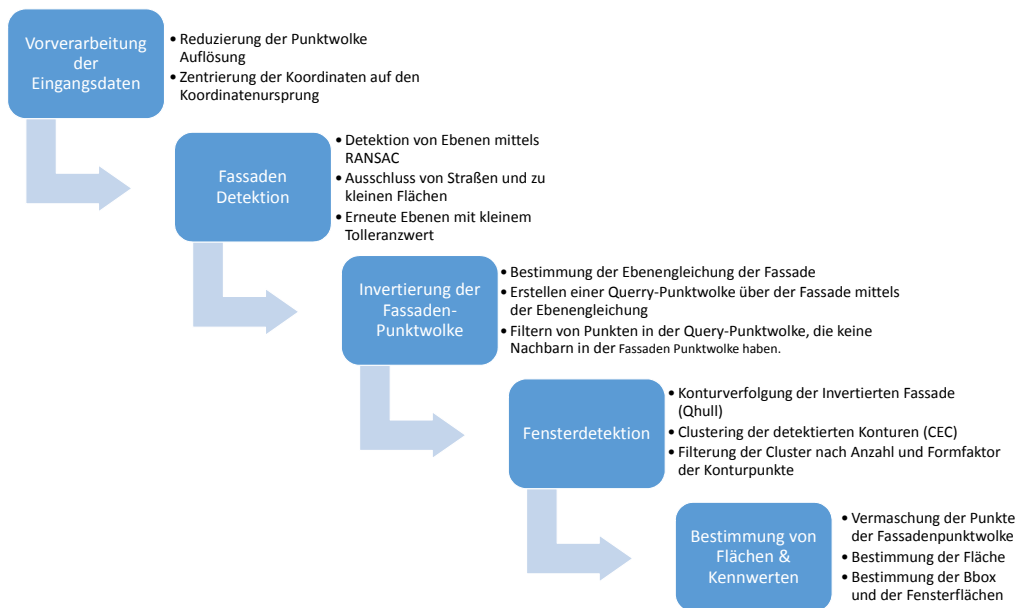 Vorverarbeitung
der
Eingangsdaten
• Reduzierung der Punktwolke
Auflösung
• Zentrierung der Koordinaten auf den
Koordinatenursprung
Fassaden
Detektion
• Detektion von Ebenen mittels
RANSAC
• Ausschluss von Straßen und zu
kleinen Flächen
• Erneute Ebenen mit kleinem
Tolleranzwert
Invertierung der
Fassaden-
Punktwolke
• Bestimmung der Ebenengleichung der Fassade
• Erstellen einer Querry-Punktwolke über der Fassade mittels
der Ebenengleichung
• Filtern von Punkten in der Query-Punktwolke, die keine
Nachbarn in der Fassaden Punktwolke haben.
Fensterdetektion
• Konturverfolgung der Invertierten Fassade
(Qhull)
• Clustering der detektierten Konturen (CEC)
• Filterung der Cluster nach Anzahl und Formfaktor
der Konturpunkte
Bestimmung von
Flächen &
Kennwerten
• Vermaschung der Punkte
der Fassadenpunktwolke
• Bestimmung der Fläche
• Bestimmung der Bbox
und der Fensterflächen